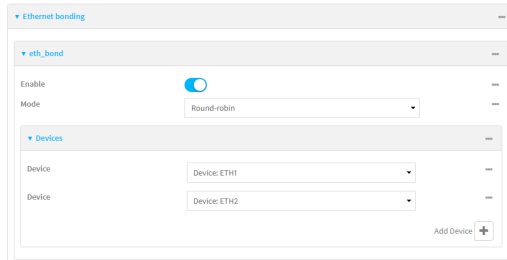 Ethernet bonding
eth_bond
Enable
Mode
Round-robin
Devices
Device
Device: ETH1
Device
Device: ETH2
Add Device